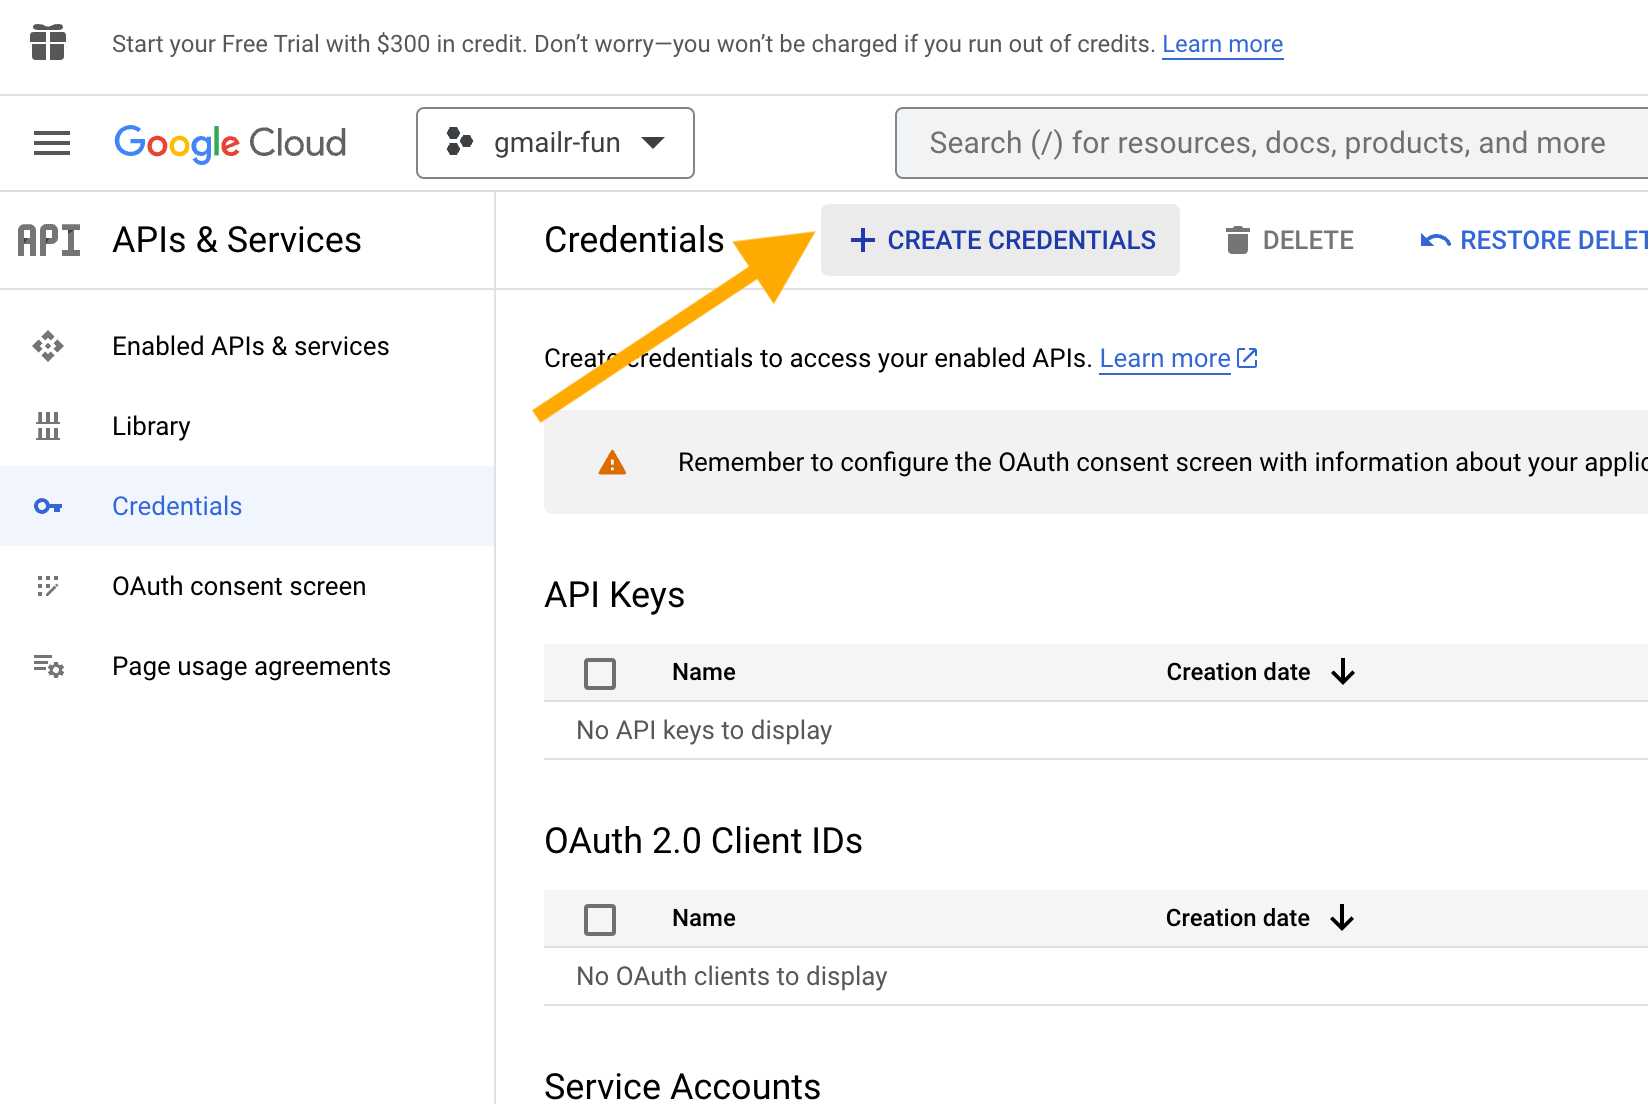 Start your Free Trial with $300 in credit. Don’t worry—you won’t be charged if you run out of credits. Learn more
Google Cloud
gmailr-fun
Search (/) for resources, docs, products, and more
API
APIs & Services
Credentials
+ CREATE CREDENTIALS
DELETE
RESTORE DELET
Enabled APIs & services
Library
Credentials
OAuth consent screen
Page usage agreements
Create credentials to access your enabled APIs. Learn more
Remember to configure the OAuth consent screen with information about your applic
API Keys
Name Creation date
No API keys to display
OAuth 2.0 Client IDs
Name Creation date
No OAuth clients to display
Service Accounts